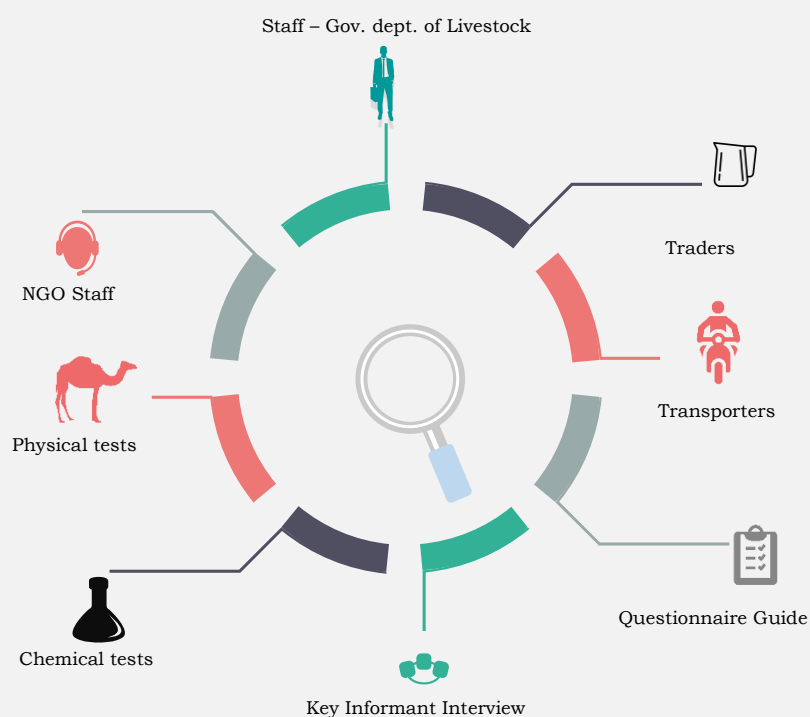 Staff – Gov. dept. of Livestock
Traders
NGO Staff
Transporters
Physical tests
Questionnaire Guide
Chemical tests
Key Informant Interview